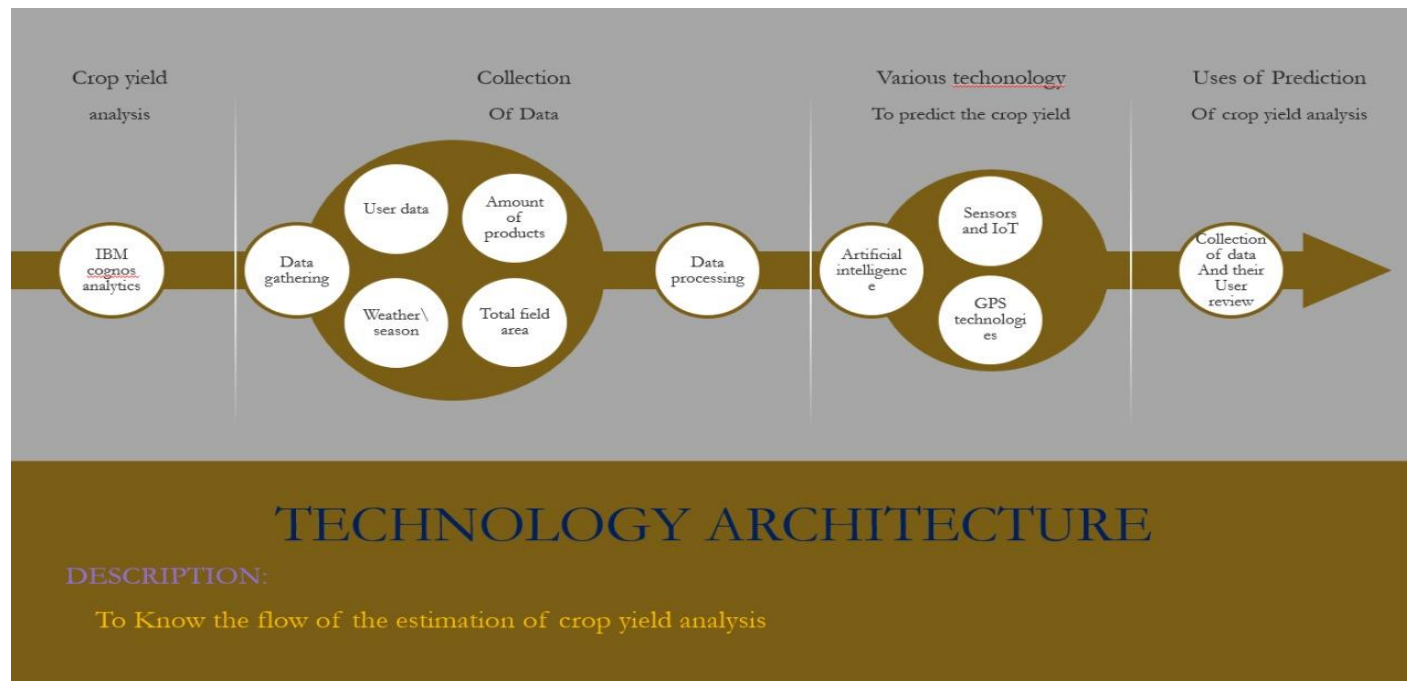 Crop yield
analysis
Collection
Of Data
Various techonology
To predict the crop yield
Uses of Prediction
Of crop yield analysis
IBM
cognos
analytics
Data
gathering
User data
Amount
of
products
Weather\
season
Total field
area
Data
processing
Artificial
intelligenc
e
Sensors
and IoT
GPS
technologi
es
Collection
of data
And their
User
review
TECHNOLOGY ARCHITECTURE
DESCRIPTION:
To Know the flow of the estimation of crop yield analysis